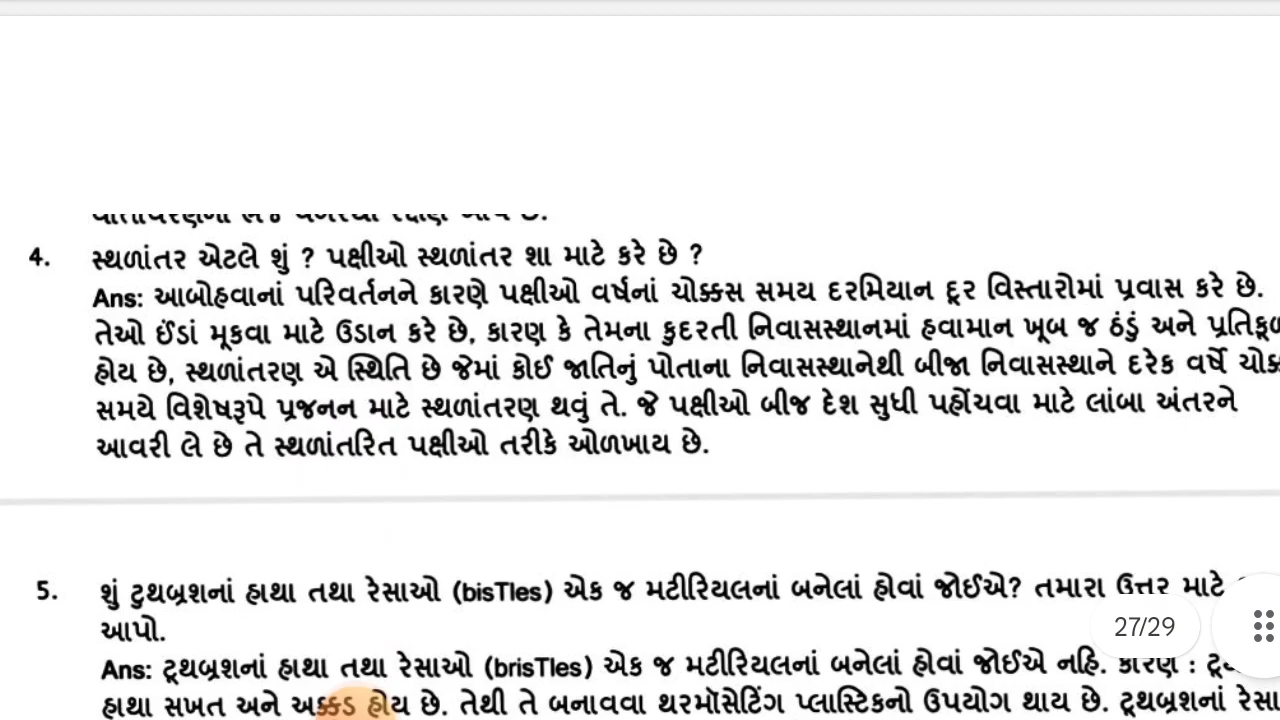 4. સ્થળાંતર એટલે શું ? પક્ષીઓ સ્થળાંતર શા માટે કરે છે ?
Ans: આબોહવાનાં પરિવર્તનને કારણે પક્ષીઓ વર્ષનાં ચોક્ક્સ સમય દરમિયાન દૂર વિસ્તારોમાં પ્રવાસ કરે છે.
તેઓ ઈંડાં મૂકવા માટે ઉડાન કરે છે, કારણ કે તેમના કુદરતી નિવાસસ્થાનમાં હવામાન ખૂબ જ ઠંડું અને
હોય છે, સ્થળાંતરણ એ સ્થિતિ છે જેમાં કોઈ જાતિનું પોતાના નિવાસસ્થાનેથી બીજા નિવાસસ્થાને દરેક વર્ષે
સમયે વિશેષરૂપે પ્રજનન માટે સ્થળાંતરણ થવું તે. જે પક્ષીઓ બીજ દેશ સુધી પહોંચવા માટે લાંબા અંતરને
આવરી લે છે તે સ્થળાંતરિત પક્ષીઓ તરીકે ઓળખાય છે.
5. શું ટુથબ્રશનાં હાથા તથા રેસાઓ (bisTles) એક જ મટીરિયલનાં બનેલાં હોવાં જોઈએ? તમારા ઉત્તર માટે
આપો.
27/29
Ans: ટ્રથબ્રશનાં હાથા તથા રેસાઓ (brisTles) એક જ મટીરિયલનાં બનેલાં હોવાં જોઈએ નહિ. કારણ :
હાથા સખત અને અક્કડ હોય છે. તેથી તે બનાવવા થરમૉસેટિંગ પ્લાસ્ટિકનો ઉપયોગ થાય છે. ટ્રૂથબ્રશનાં